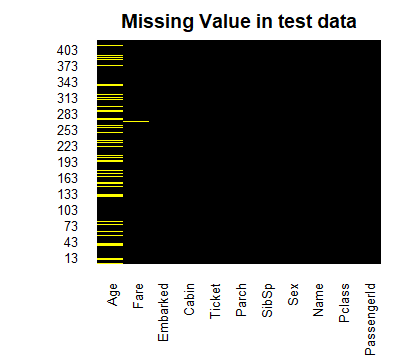 Missing Value in test data
403
373
343
313
283
253
223
193
163
133
103
73
43
13
Age
Fare
Embarked
Cabin
Ticket
Parch
SibSp
Sex
Name
Pclass
PassengerId